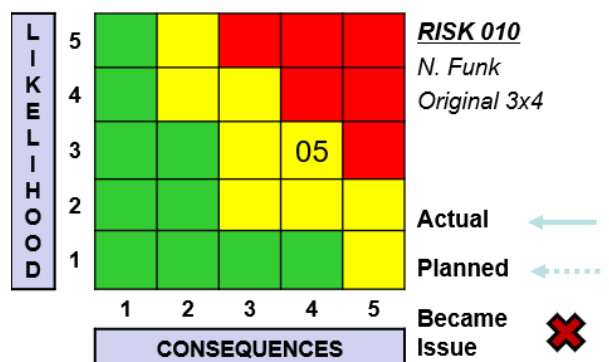 LIKELIHOOD
5
4
3
2
1
05
1 2 3 4 5
CONSEQUENCES
RISK 010
N. Funk
Original 3x4
Actual
Planned
Became
Issue